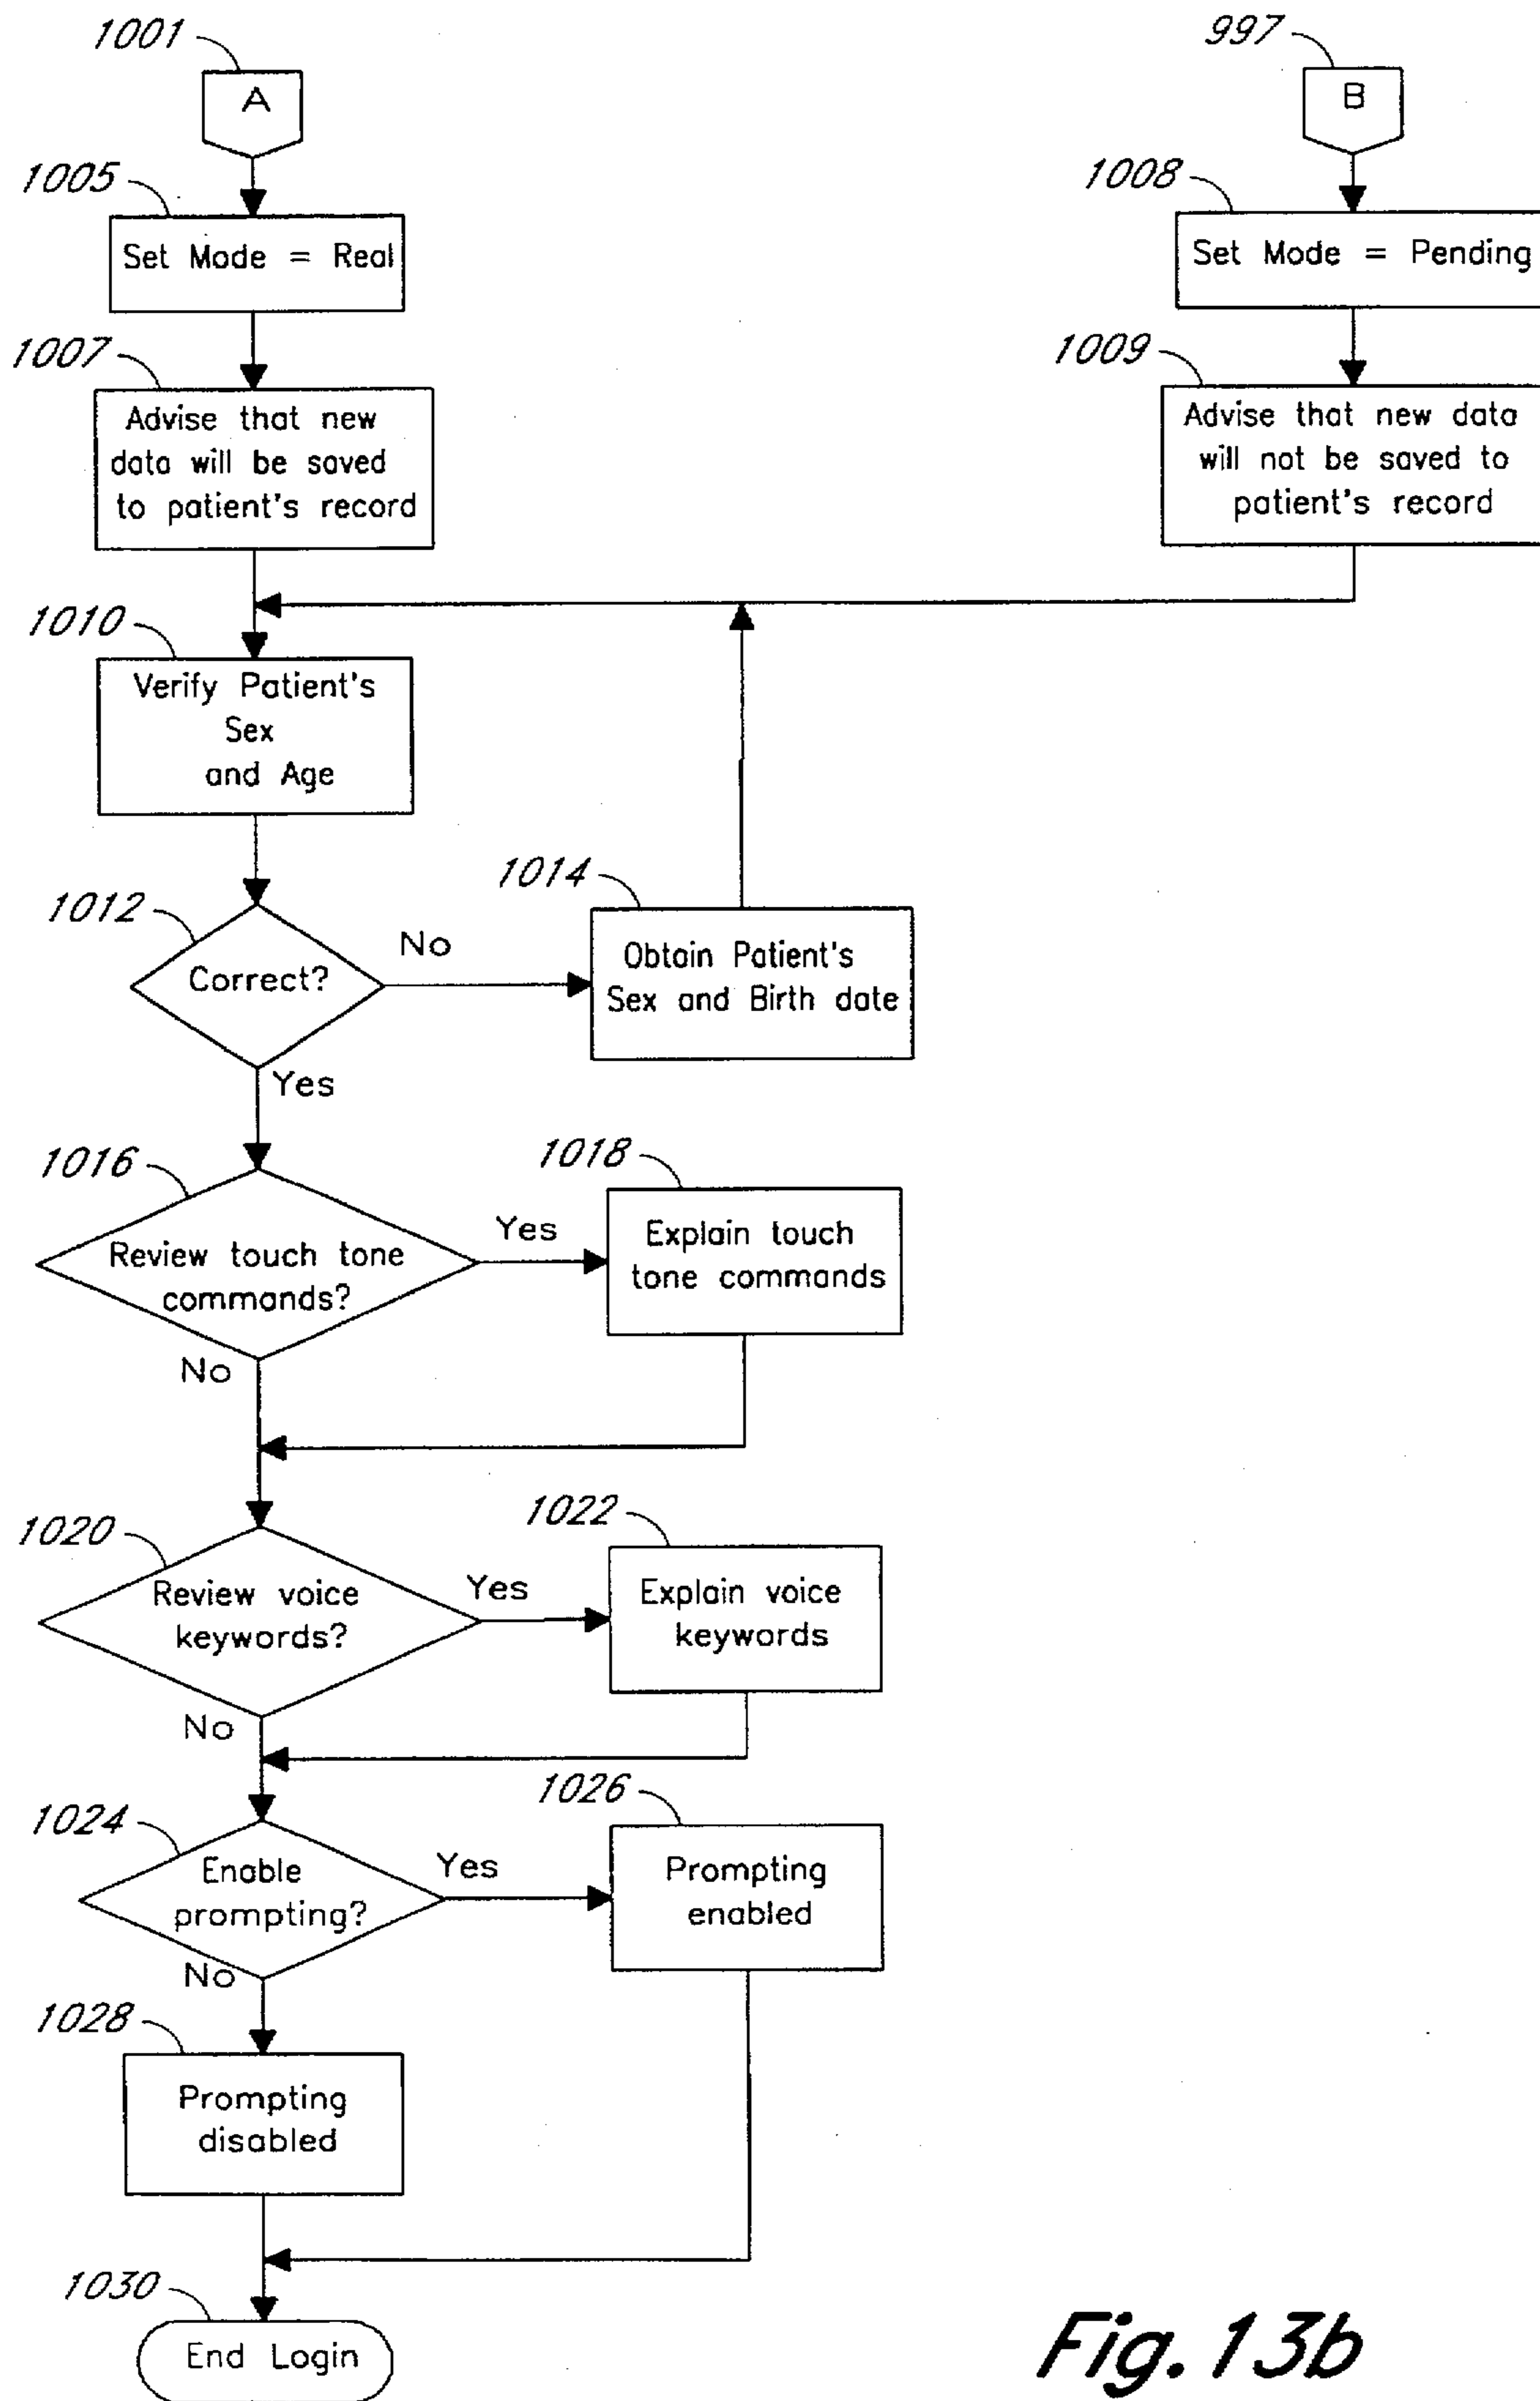 1001
A
997
B
1005
Set Mode = Real
1008
Set Mode = Pending
1007
Advise that new
data will be saved
to patient's record
1009
Advise that new data
will not be saved to
patient's record
1010
Verify Patient's
Sex
and Age
1012
Correct?
No
Yes
1014
Obtain Patient's
Sex and Birth date
1016
Review touch tone
commands?
Yes
No
1018
Explain touch
tone commands
1020
Review voice
keywords?
Yes
No
1022
Explain voice
keywords
1024
Enable
prompting?
Yes
No
1026
Prompting
enabled
1028
Prompting
disabled
1030
End Login
Fig. 13b